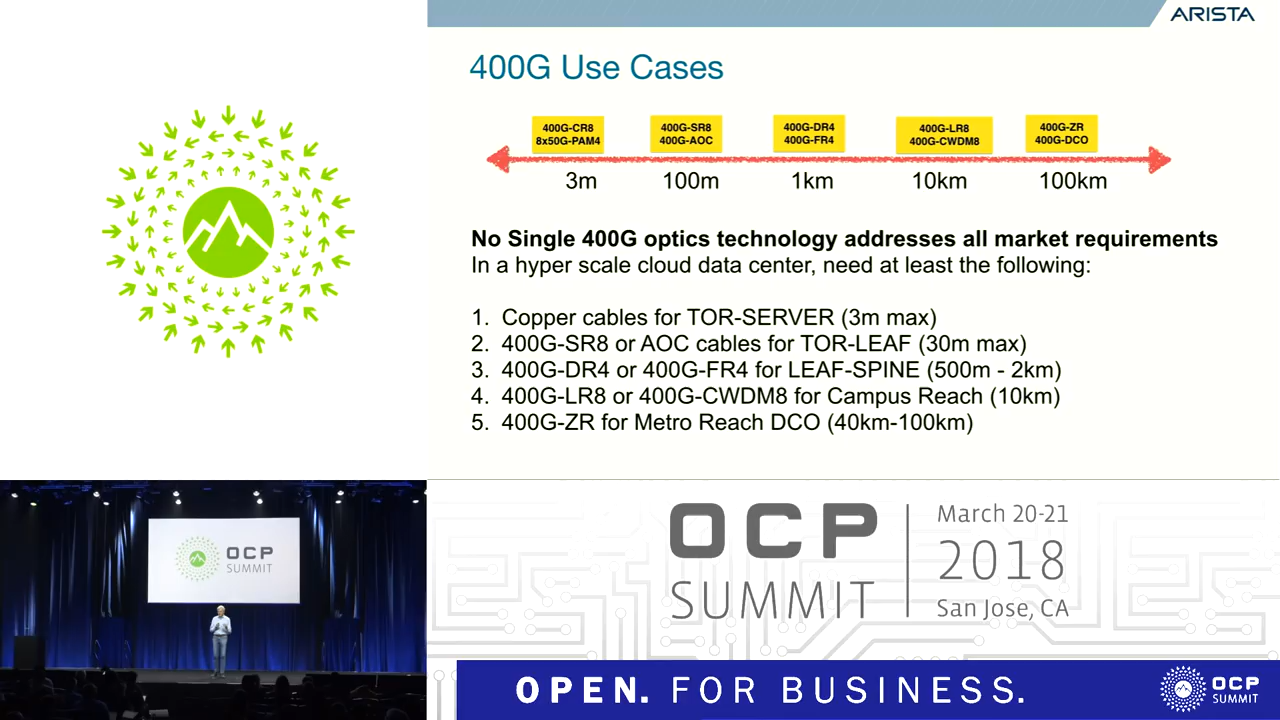 ARISTA
400G Use Cases
400G-CR8
8x50G-PAM4
400G-SR8
400G-AOC
400G-DR4
400G-FR4
400G-LR8
400G-CWDM8
400G-ZR
400G-DCO
3m
100m
1km
10km
100km
No Single 400G optics technology addresses all market requirements
In a hyper scale cloud data center, need at least the following:
1. Copper cables for TOR-SERVER (3m max)
2. 400G-SR8 or AOC cables for TOR-LEAF (30m max)
3. 400G-DR4 or 400G-FR4 for LEAF-SPINE (500m - 2km)
4. 400G-LR8 or 400G-CWDM8 for Campus Reach (10km)
5. 400G-ZR for Metro Reach DCO (40km-100km)
OCP
SUMMIT
OCP
SUMMIT
March 20-21
2018
San Jose, CA
OPEN. FOR BUSINESS.
OCP
SUMMIT